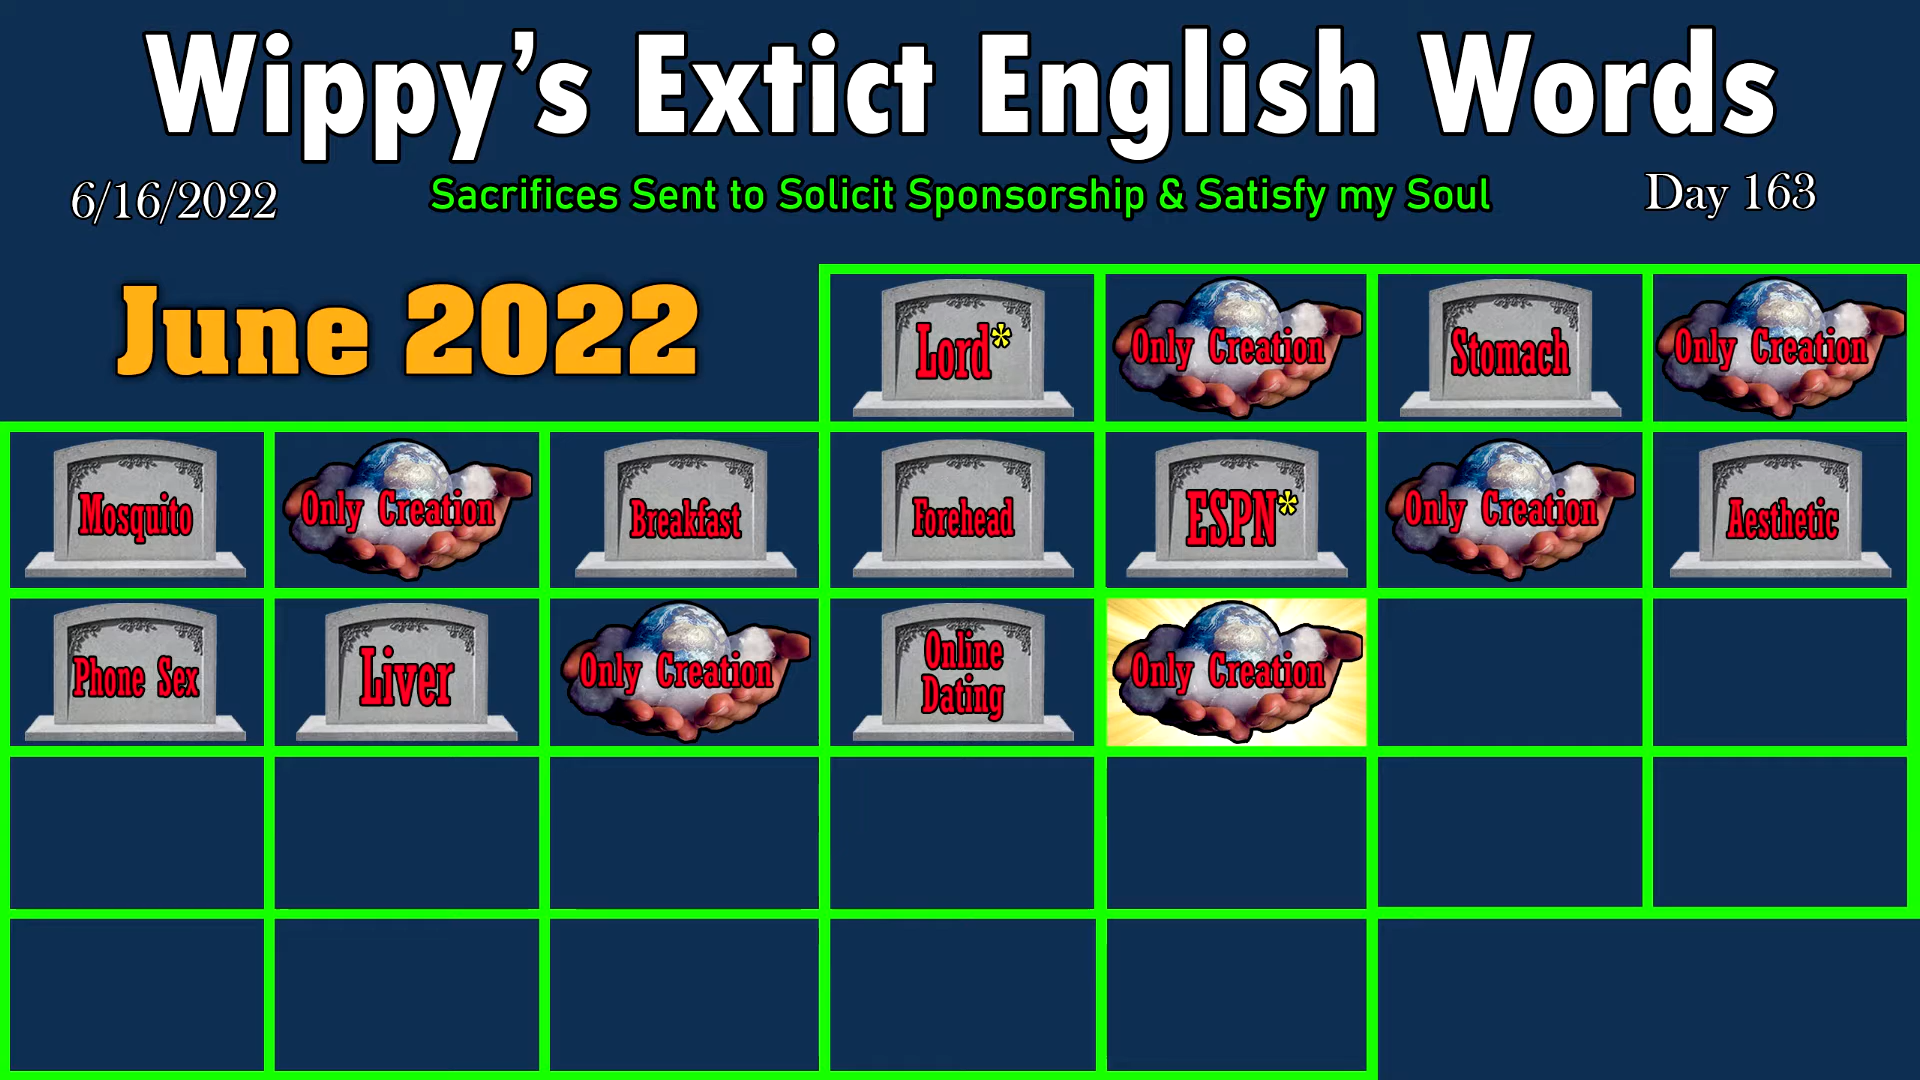 Wippy's Extict English Words
6/16/2022
Sacrifices Sent to Solicit Sponsorship & Satisfy my Soul
Day 163
June 2022
Lord*
Only Creation
Stomach
Only Creation
Mosquito
Only Creation
Breakfast
Forehead
ESPN*
Only Creation
Aesthetic
Phone Sex
Liver
Only Creation
Online
Dating
Only Creation